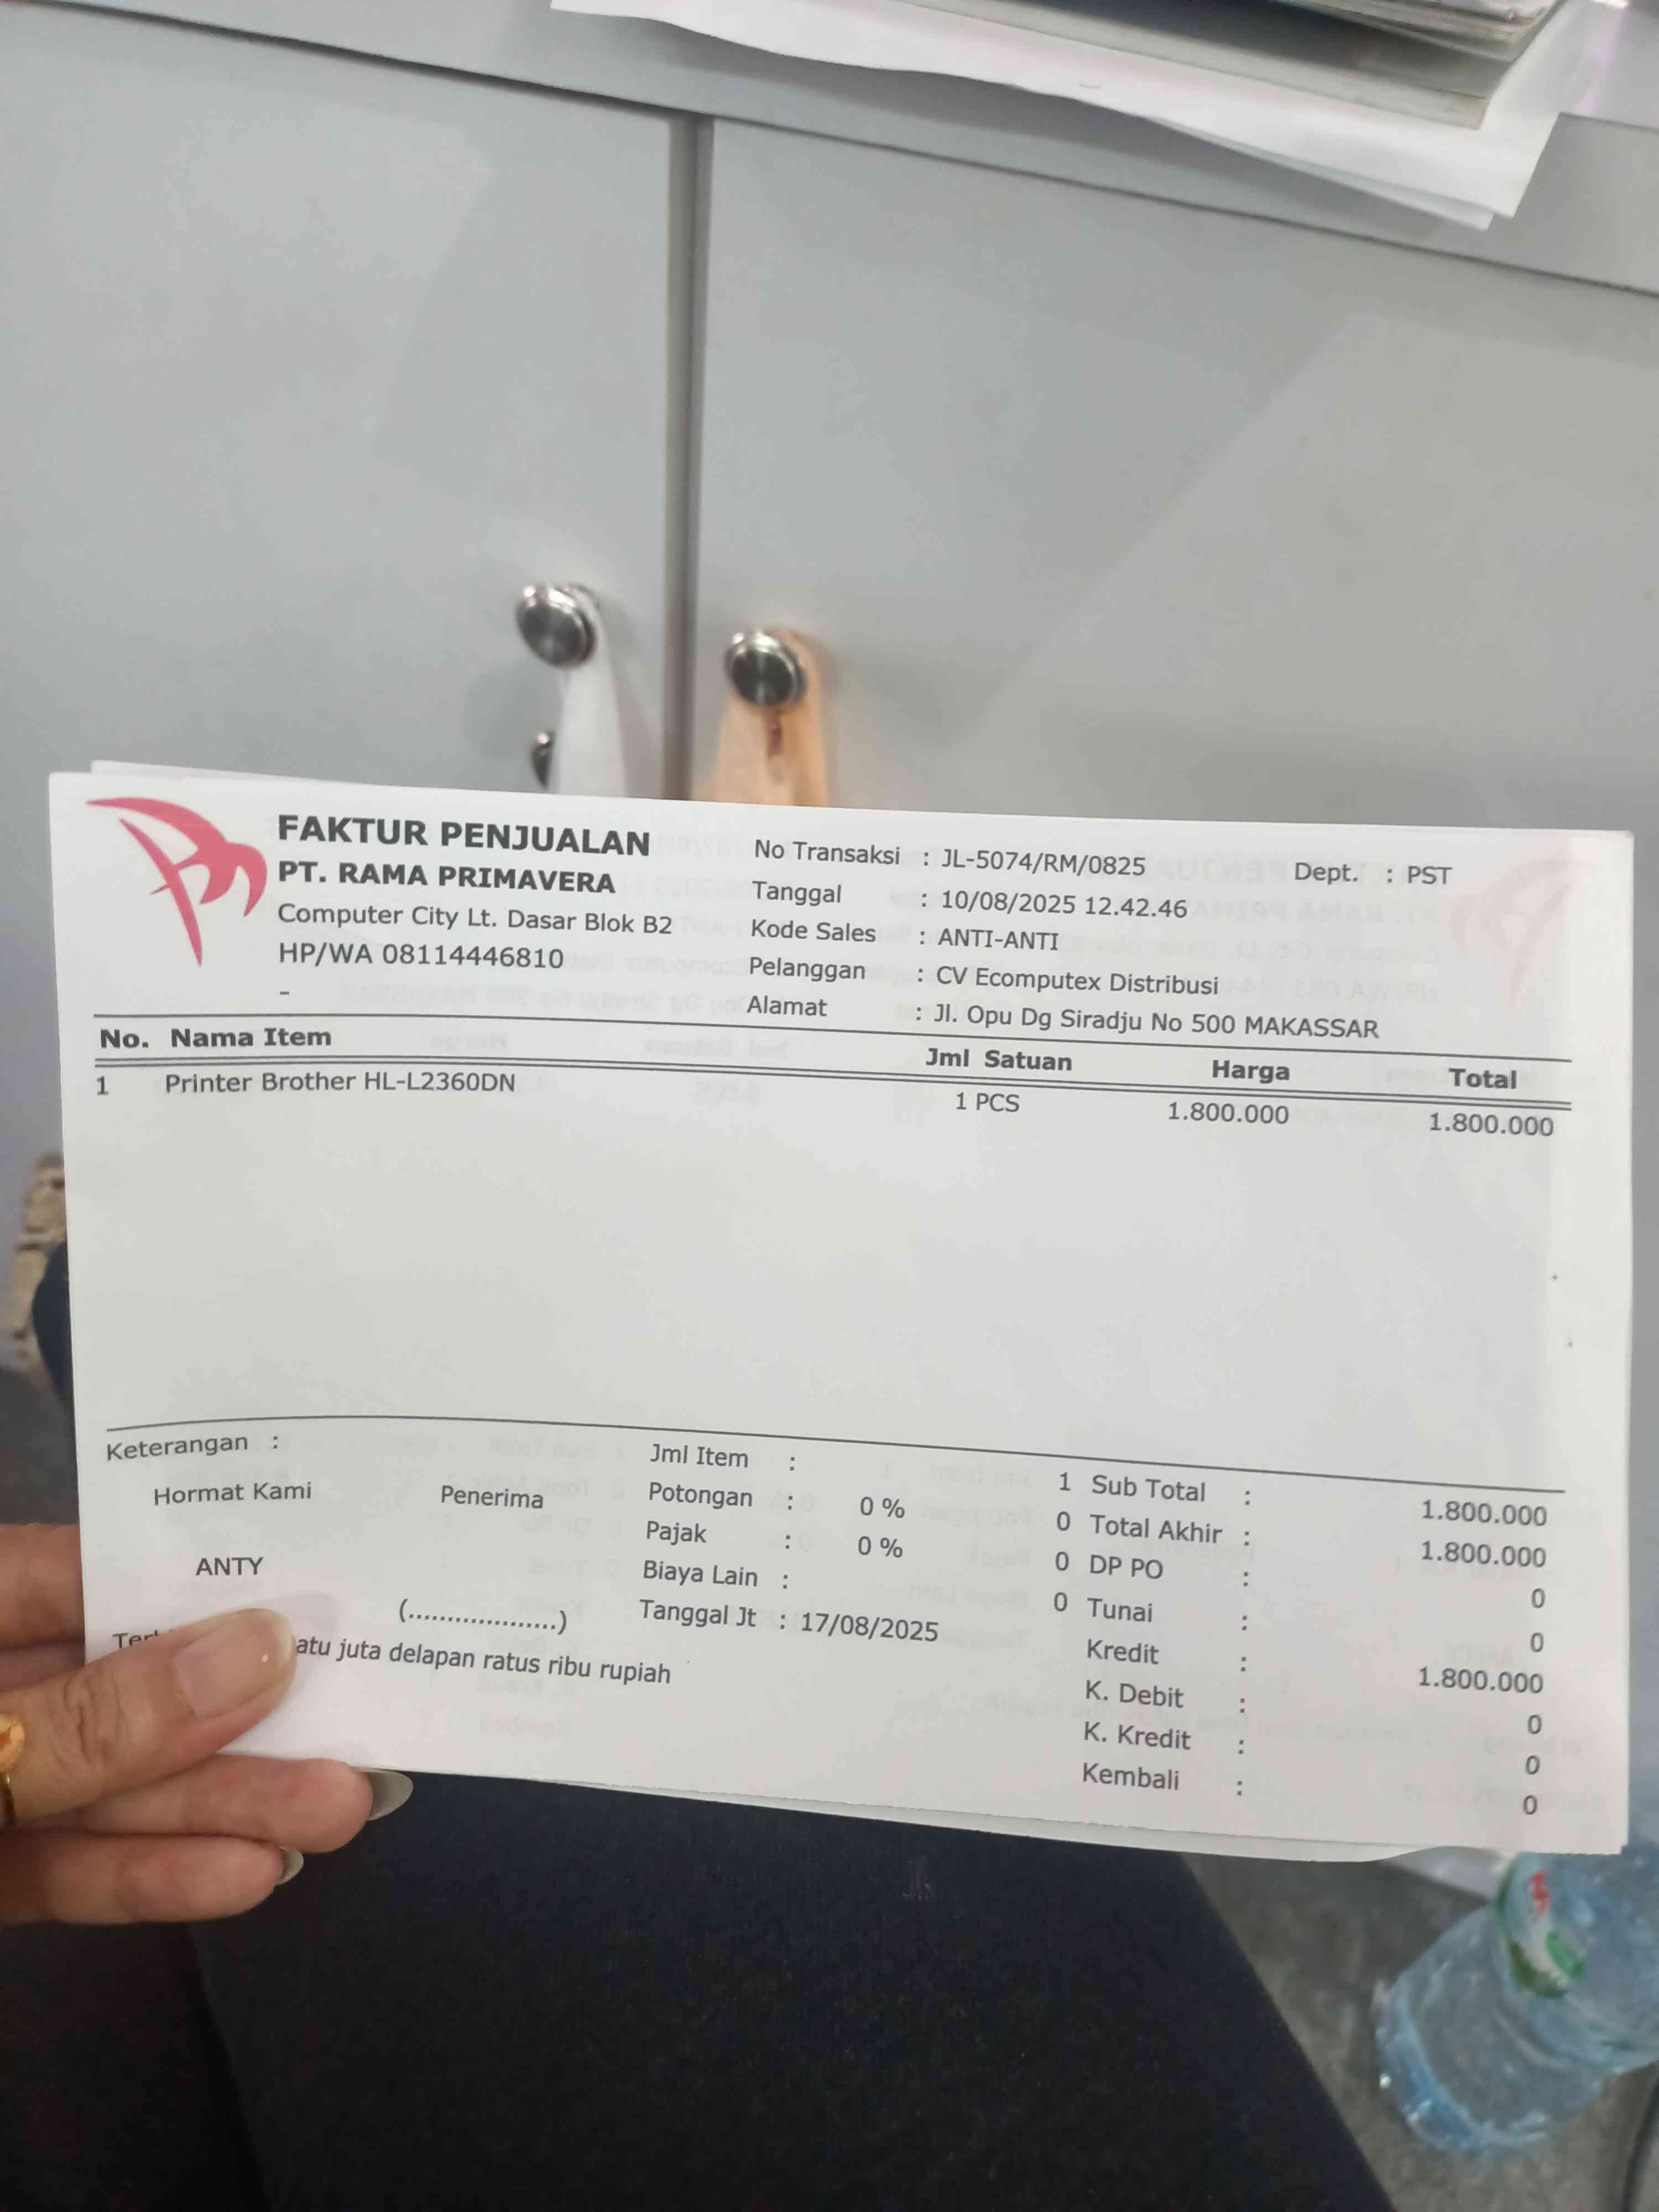 FAKTUR PENJUALAN
PT. RAMA PRIMAVERA
Computer City Lt. Dasar Blok B2
HP/WA 08114446810
-
No Transaksi : JL-5074/RM/0825 Dept. : PST
Tanggal : 10/08/2025 12.42.46
Kode Sales : ANTI-ANTI
Pelanggan : CV Ecomputex Distribusi
Alamat : Jl. Opu Dg Siradju No 500 MAKASSAR
No. Nama Item Jml Satuan Harga Total
1 Printer Brother HL-L2360DN 1 PCS 1.800.000 1.800.000
Keterangan :
Hormat Kami Penerima
ANTY
(...................)
Jml Item : 1
Potongan : 0 % 0
Pajak : 0 % 0
Biaya Lain : 0
Tanggal Jt : 17/08/2025
Sub Total : 1.800.000
Total Akhir : 1.800.000
DP PO : 0
Tunai : 0
Kredit : 1.800.000
K. Debit : 0
K. Kredit : 0
Kembali : 0
juta delapan ratus ribu rupiah